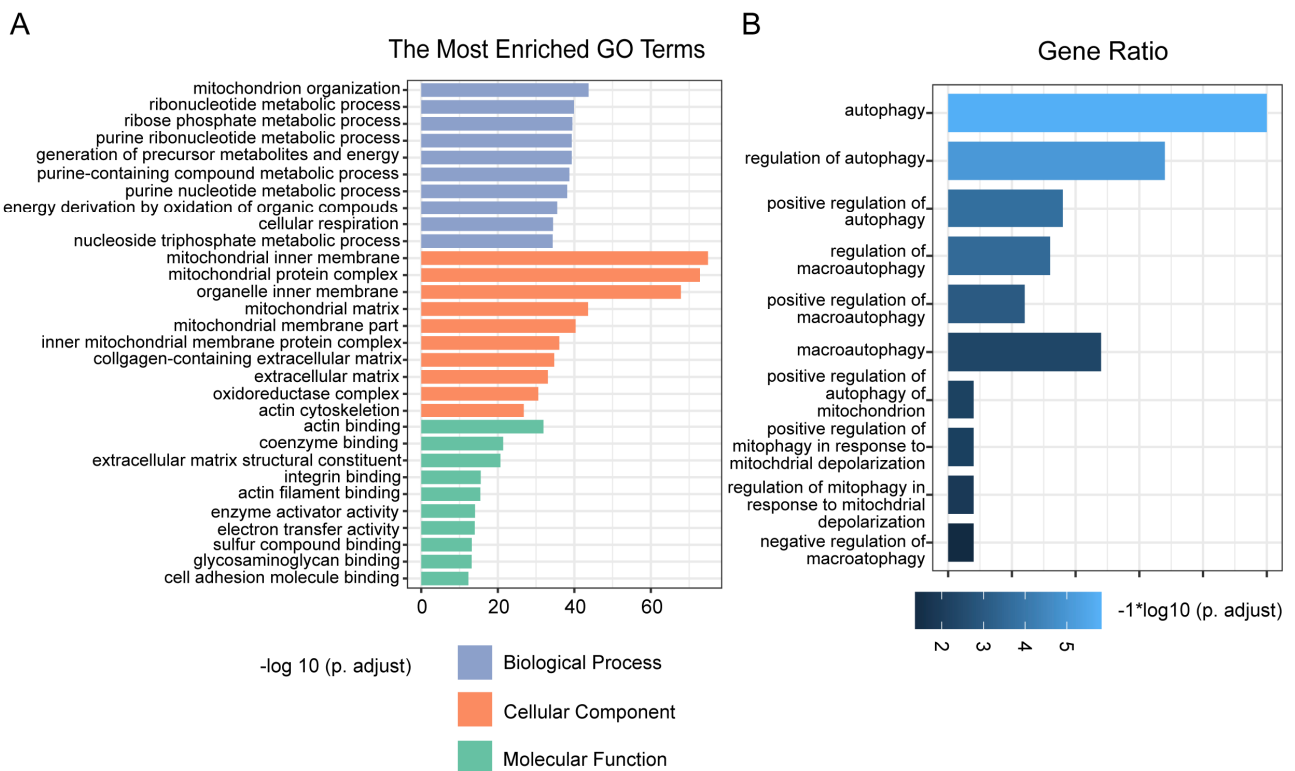 A
The Most Enriched GO Terms
mitochondrion organization
ribonucleotide metabolic process
ribose phosphate metabolic process
purine ribonucleotide metabolic process
generation of precursor metabolites and energy
purine-containing compound metabolic process
purine nucleotide metabolic process
energy derivation by oxidation of organic compouds
cellular respiration
nucleoside triphosphate metabolic process
mitochondrial inner membrane
mitochondrial protein complex
organelle inner membrane
mitochondrial matrix
mitochondrial membrane part
inner mitochondrial membrane protein complex
collgagen-containing extracellular matrix
extracellular matrix
oxidoreductase complex
actin cytoskeletion
actin binding
coenzyme binding
extracellular matrix structural constituent
integrin binding
actin filament binding
enzyme activator activity
electron transfer activity
sulfur compound binding
glycosaminoglycan binding
cell adhesion molecule binding
0 20 40 60
-log 10 (p. adjust)
Biological Process
Cellular Component
Molecular Function
B
Gene Ratio
autophagy
regulation of autophagy
positive regulation of
autophagy
regulation of
macroautophagy
positive regulation of
macroautophagy
macroautophagy
positive regulation of
autophagy of
mitochondrion
positive regulation of
mitophagy in response to
mitochdrial depolarization
regulation of mitophagy in
response to mitochdrial
depolarization
negative regulation of
macroatophagy
-1*log10 (p. adjust)
2 3 4 5